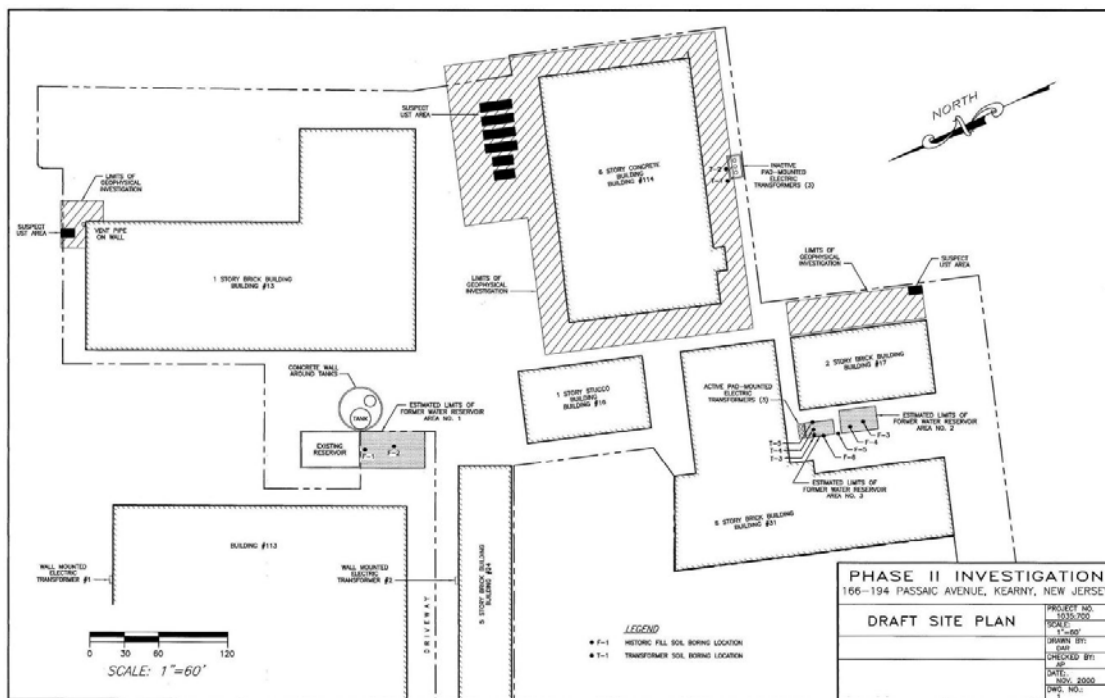 SUSPECT
UST AREA
NORTH
6 STORY CONCRETE
BUILDING
BUILDING #114
T-2
INACTIVE
PAD-MOUNTED
ELECTRIC
TRANSFORMERS (3)
LIMITS OF
GEOPHYSICAL
INVESTIGATION
SUSPECT
UST AREA
VENT PIPE
ON WALL
1 STORY BRICK BUILDING
BUILDING #13
LIMITS OF
GEOPHYSICAL
INVESTIGATION
LIMITS OF
GEOPHYSICAL
INVESTIGATION
SUSPECT
UST AREA
2 STORY BRICK BUILDING
BUILDING #17
CONCRETE WALL
AROUND TANKS
TANK
ESTIMATED LIMITS OF
FORMER WATER RESERVOIR
AREA NO. 1
EXISTING
RESERVOIR
F-1
F-2
1 STORY STUCCO
BUILDING
BUILDING #16
ACTIVE PAD-MOUNTED
ELECTRIC
TRANSFORMERS (3)
ESTIMATED LIMITS OF
FORMER WATER RESERVOIR
AREA NO. 2
F-3
F-4
F-5
F-6
T-5
T-4
T-3
ESTIMATED LIMITS OF
FORMER WATER RESERVOIR
AREA NO. 3
BUILDING #31
BUILDING #113
WALL MOUNTED
ELECTRIC
TRANSFORMER #1
WALL MOUNTED
ELECTRIC
TRANSFORMER #2
5 STORY BRICK BUILDING
BUILDING #24
DRIVEWAY
0 30 60 120
SCALE: 1"=60'
LEGEND
F-1 HISTORIC FILL SOIL BORING LOCATION
T-1 TRANSFORMER SOIL BORING LOCATION
PHASE II INVESTIGATION
166-194 PASSAIC AVENUE, KEARNY, NEW JERSEY
DRAFT SITE PLAN
PROJECT NO.
1035:700
SCALE:
1"=60'
DRAWN BY:
CHECKED BY:
AP
DATE:
NOV. 2000
DWG. NO.:
1